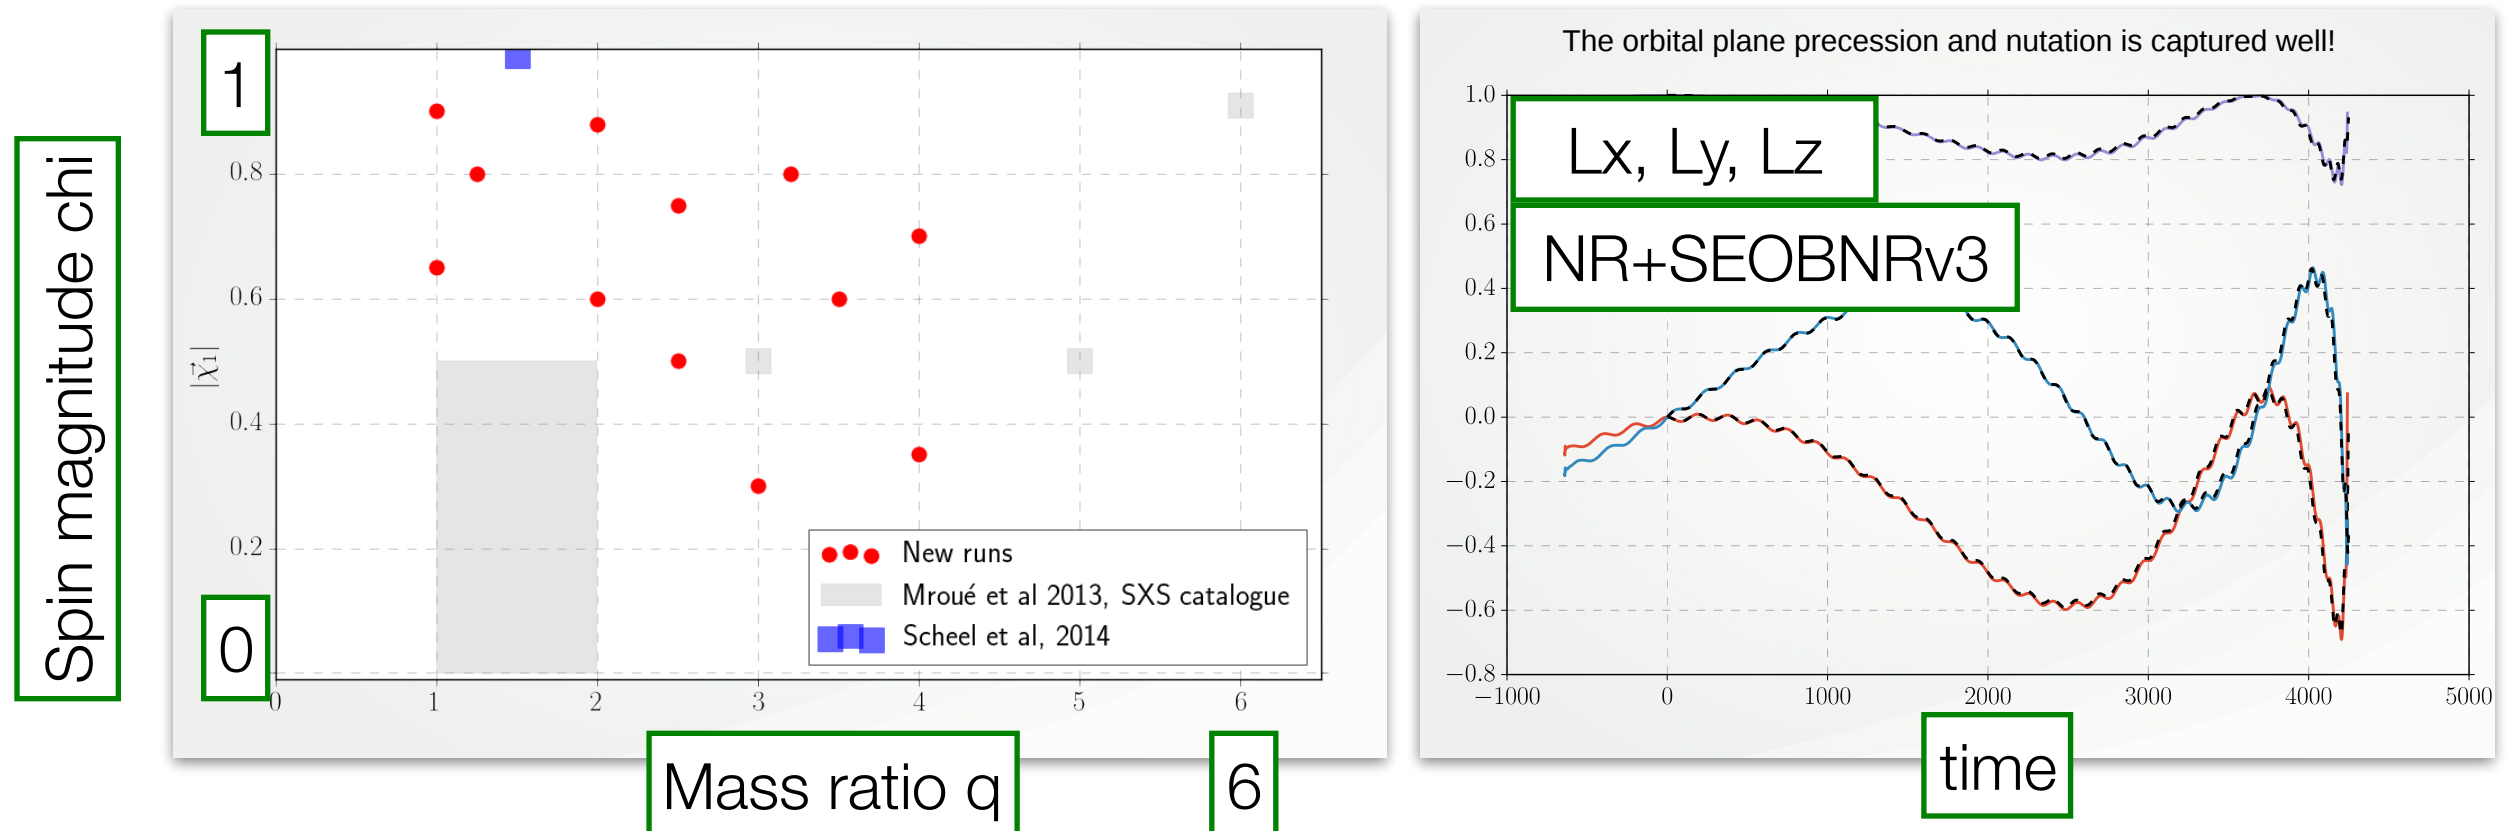 Spin magnitude chi
1
0.8
0.6
0.4
0.2
0
|χ⃗₁|
0 1 2 3 4 5 6
New runs
Mroué et al 2013, SXS catalogue
Scheel et al, 2014
Mass ratio q
6
The orbital plane precession and nutation is captured well!
1.0
0.8
0.6
0.4
0.2
0.0
−0.2
−0.4
−0.6
−0.8
Lx, Ly, Lz
NR+SEOBNRv3
−1000 0 1000 2000 3000 4000 5000
time